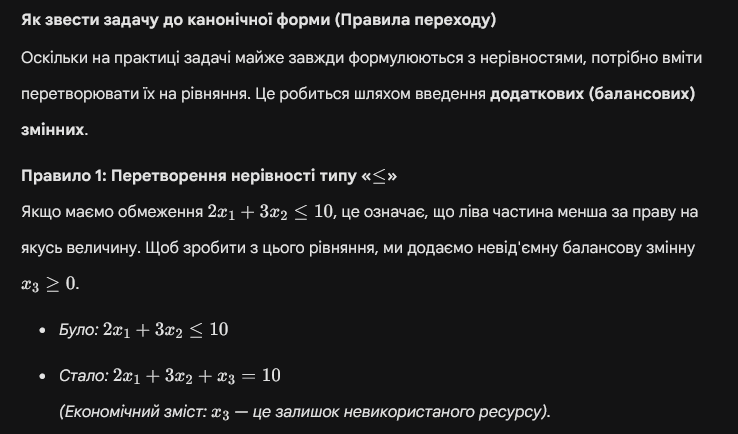 Як звести задачу до канонічної форми (Правила переходу)
Оскільки на практиці задачі майже завжди формулюються з нерівностями, потрібно вміти
перетворювати їх на рівняння. Це робиться шляхом введення додаткових (балансових)
змінних.
Правило 1: Перетворення нерівності типу «≤»
Якщо маємо обмеження 2x₁ + 3x₂ ≤ 10, це означає, що ліва частина менша за праву на
якусь величину. Щоб зробити з цього рівняння, ми додаємо невід'ємну балансову змінну
x₃ ≥ 0.
• Було: 2x₁ + 3x₂ ≤ 10
• Стало: 2x₁ + 3x₂ + x₃ = 10
(Економічний зміст: x₃ — це залишок невикористаного ресурсу).